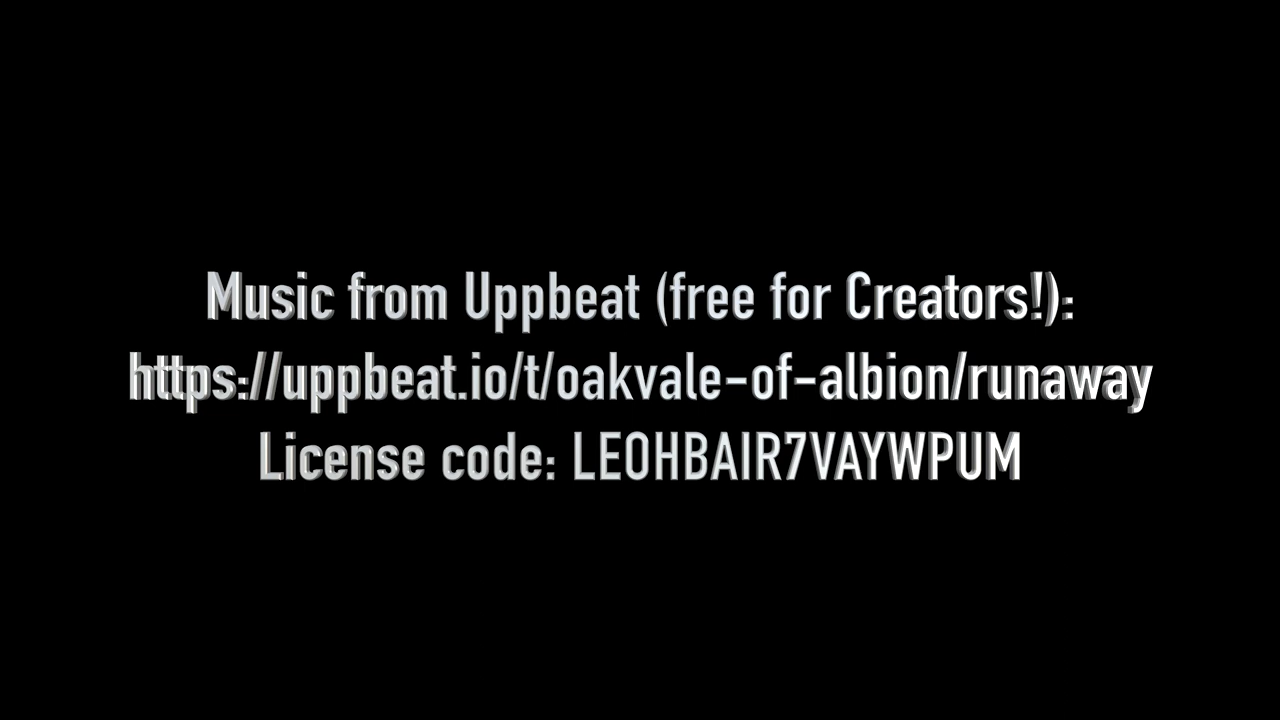 Music from Uppbeat (free for Creators!):
https://uppbeat.io/t/oakvale-of-albion/runaway
License code: LEOHBAIR7VAYWPUM